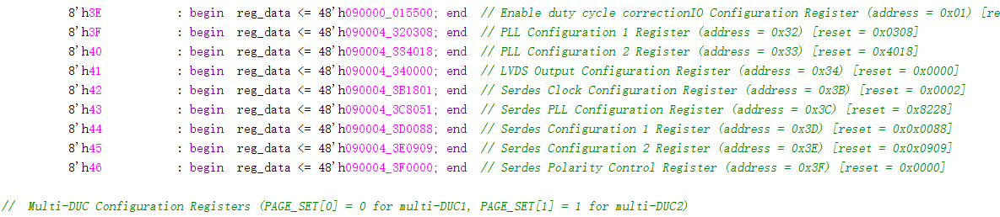 8'h3E : begin reg_data <= 48'h090000_015500; end // Enable duty cycle correctionIO Configuration Register (address = 0x01) [re
8'h3F : begin reg_data <= 48'h090004_320308; end // PLL Configuration 1 Register (address = 0x32) [reset = 0x0308]
8'h40 : begin reg_data <= 48'h090004_334018; end // PLL Configuration 2 Register (address = 0x33) [reset = 0x4018]
8'h41 : begin reg_data <= 48'h090004_340000; end // LVDS Output Configuration Register (address = 0x34) [reset = 0x0000]
8'h42 : begin reg_data <= 48'h090004_3B1801; end // Serdes Clock Configuration Register (address = 0x3B) [reset = 0x0002]
8'h43 : begin reg_data <= 48'h090004_3C8051; end // Serdes PLL Configuration Register (address = 0x3C) [reset = 0x8228]
8'h44 : begin reg_data <= 48'h090004_3D0088; end // Serdes Configuration 1 Register (address = 0x3D) [reset = 0x0x0088]
8'h45 : begin reg_data <= 48'h090004_3E0909; end // Serdes Configuration 2 Register (address = 0x3E) [reset = 0x0x0909]
8'h46 : begin reg_data <= 48'h090004_3F0000; end // Serdes Polarity Control Register (address = 0x3F) [reset = 0x0000]
// Multi-DUC Configuration Registers (PAGE_SET[0] = 0 for multi-DUC1, PAGE_SET[1] = 1 for multi-DUC2)